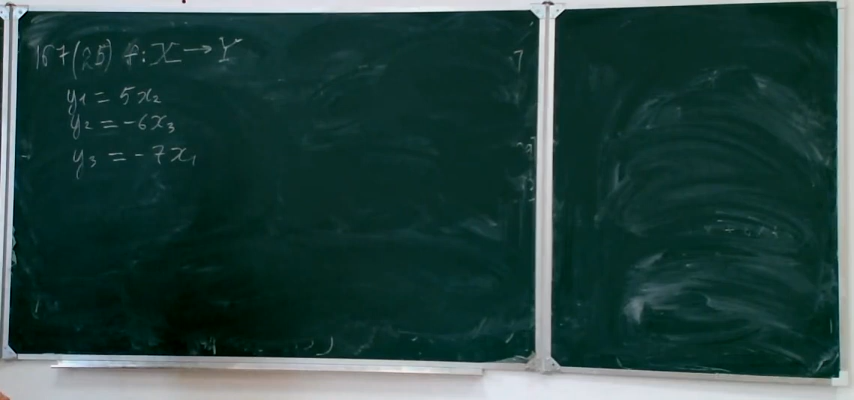 167(25) f: X → Y
y₁ = 5x₂
y₂ = -6x₃
y₃ = -7x₁